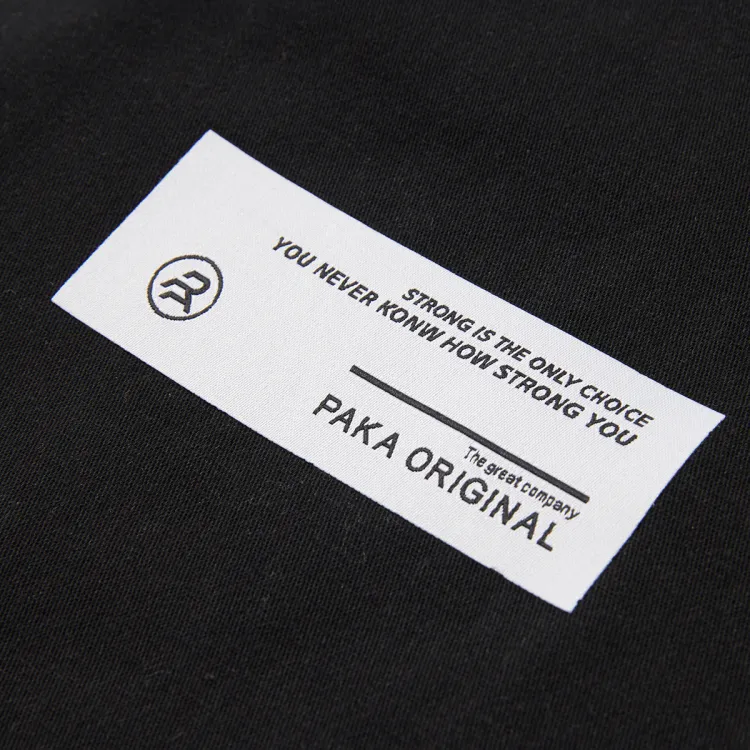 STRONG IS THE ONLY CHOICE
YOU NEVER KONW HOW STRONG YOU
The great company
PAKA ORIGINAL